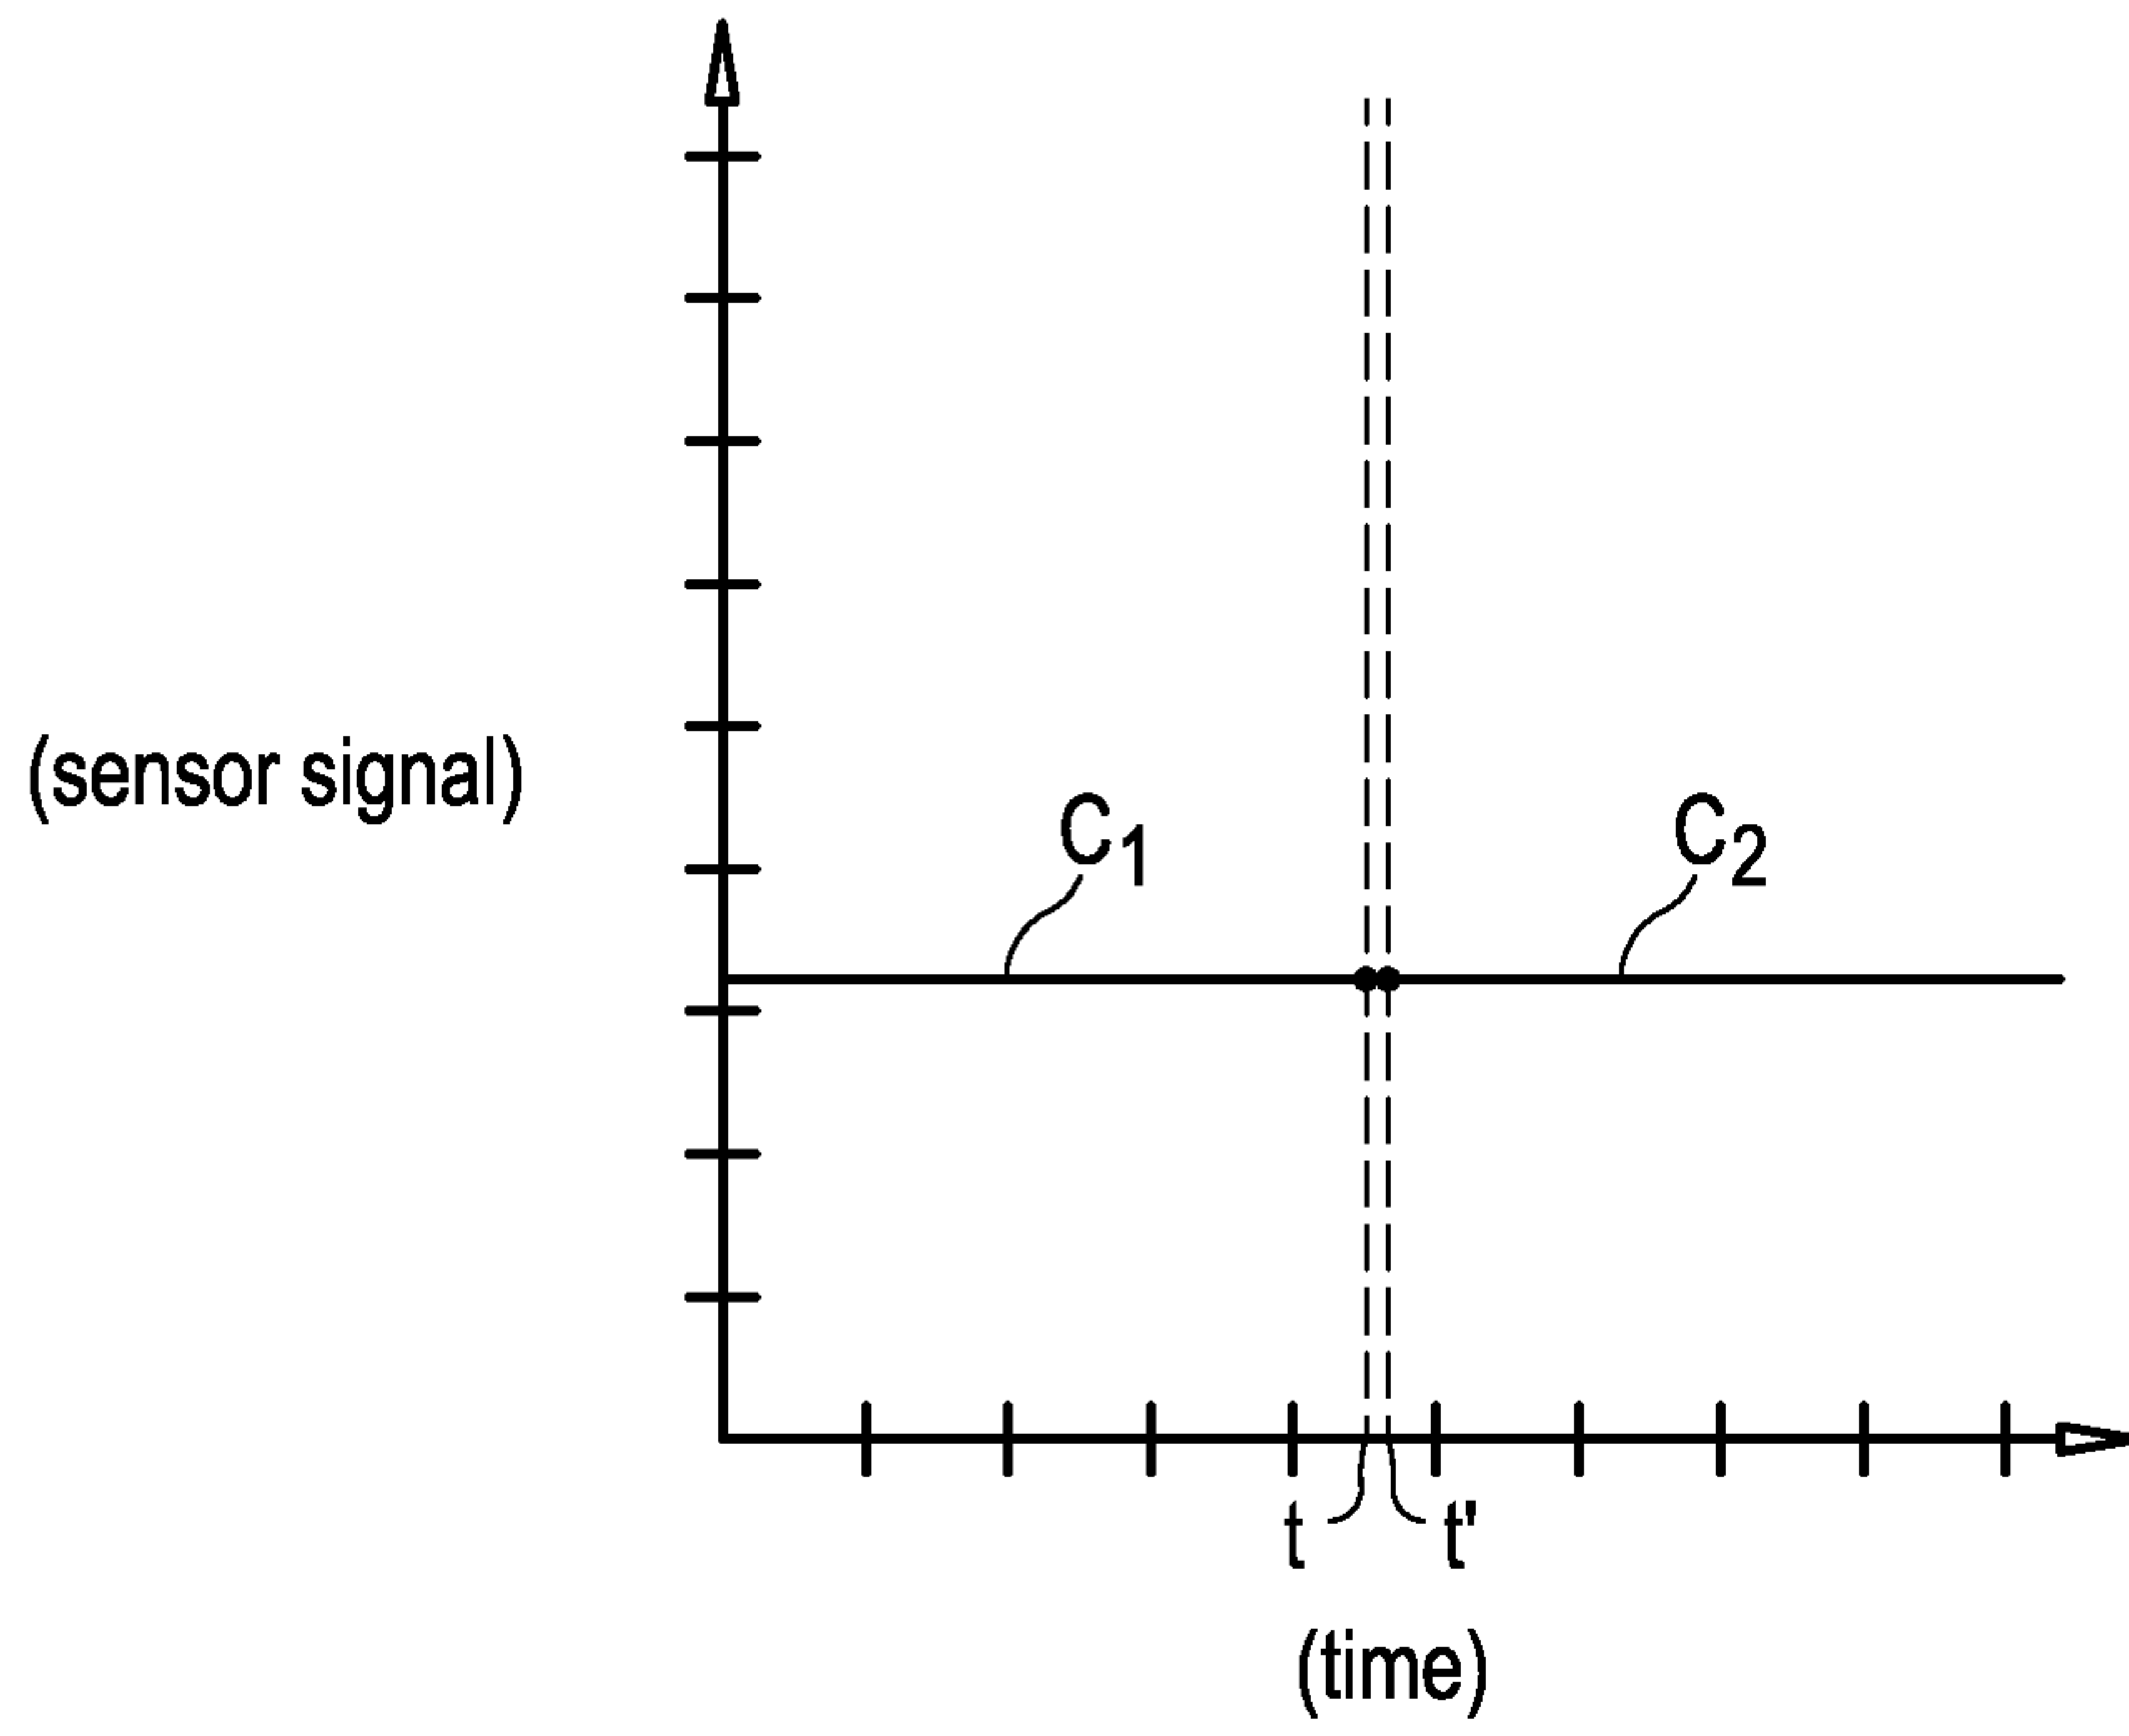 (sensor signal)
C1
C2
t
t'
(time)